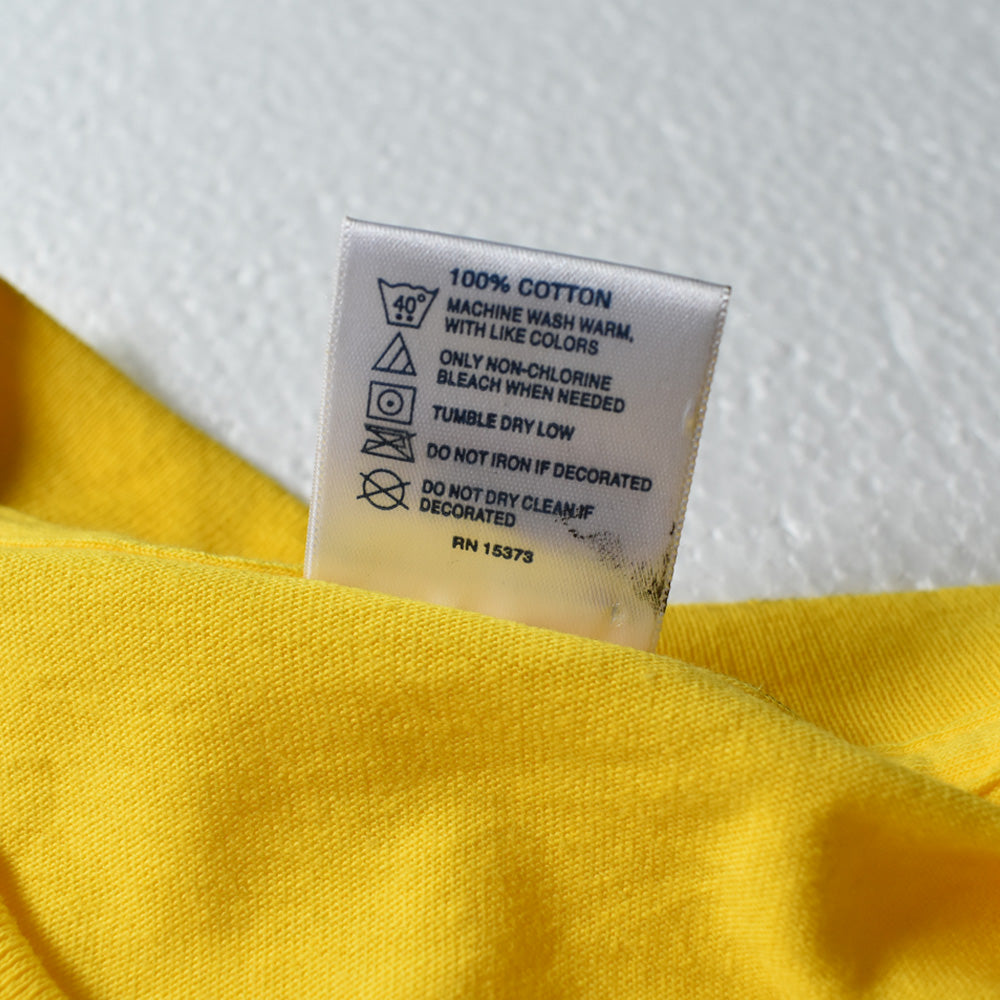 100% COTTON
40°
MACHINE WASH WARM,
WITH LIKE COLORS
ONLY NON-CHLORINE
BLEACH WHEN NEEDED
TUMBLE DRY LOW
DO NOT IRON IF DECORATED
DO NOT DRY CLEAN IF
DECORATED
RN 15373